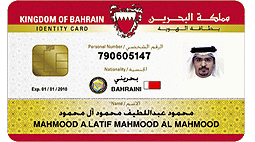 KINGDOM OF BAHRAIN مملكة البحرين
IDENTITY CARD بطاقة الهوية
Personal Number / الرقم الشخصي
790605147
Nationality / الجنسية
بحريني
BAHRAINI
Exp. 01 / 01 / 2010
Name / الاسم
محمود عبداللطيف محمود آل محمود
MAHMOOD A.LATIF MAHMOOD AL MAHMOOD